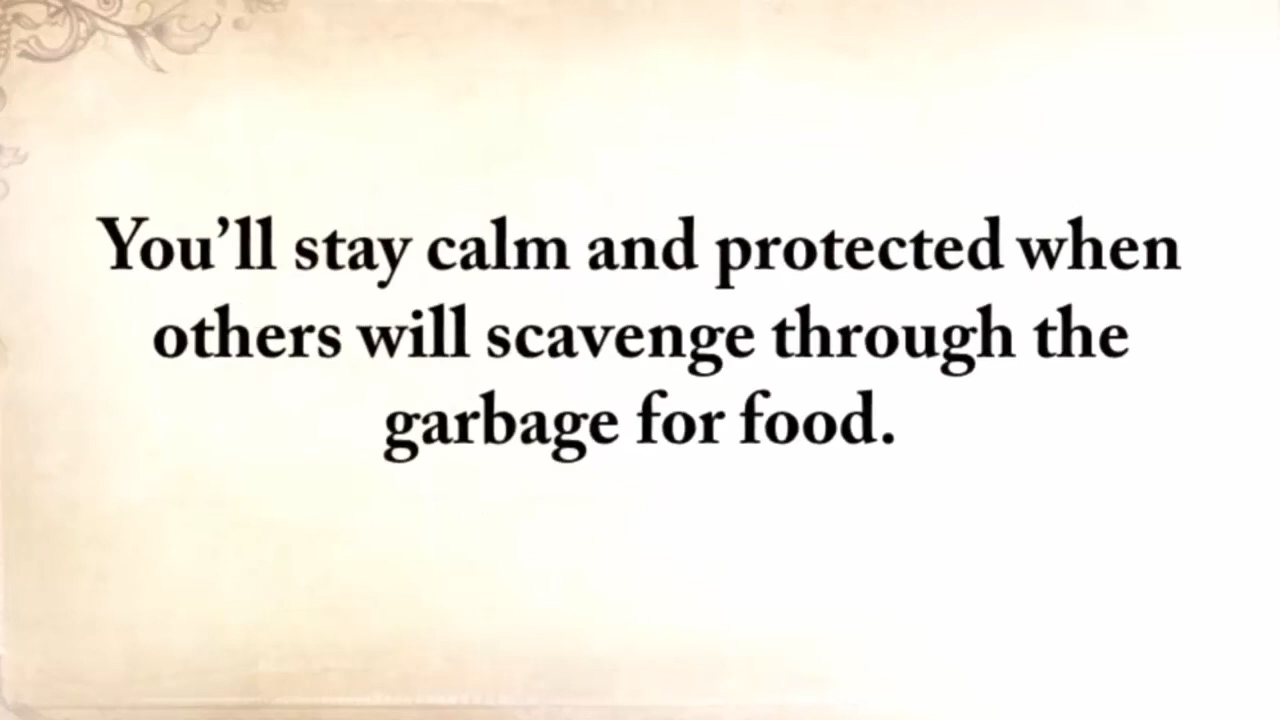 You’ll stay calm and protected when
others will scavenge through the
garbage for food.